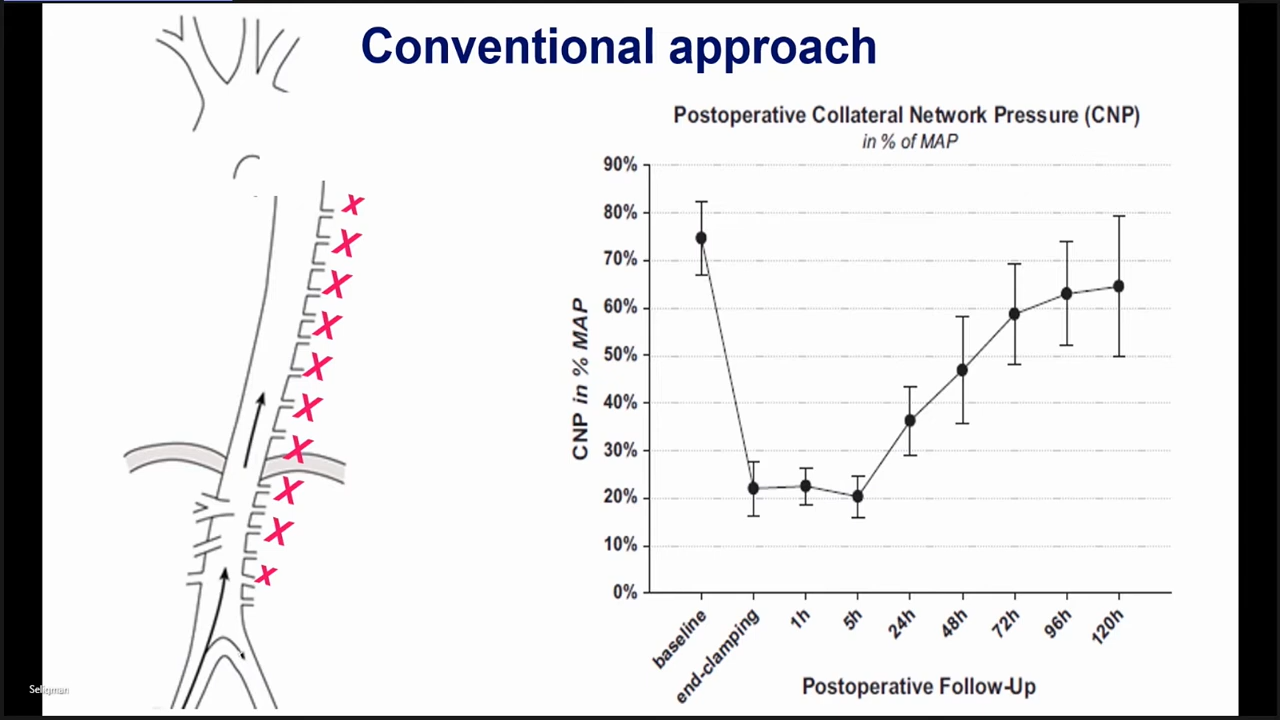 Conventional approach
Postoperative Collateral Network Pressure (CNP)
in % of MAP
90%
80%
70%
60%
50%
40%
30%
20%
10%
0%
CNP in % MAP
baseline
end-clamping
1h
5h
24h
48h
72h
96h
120h
Postoperative Follow-Up
X
X
X
X
X
X
X
X
X
X
Seligman